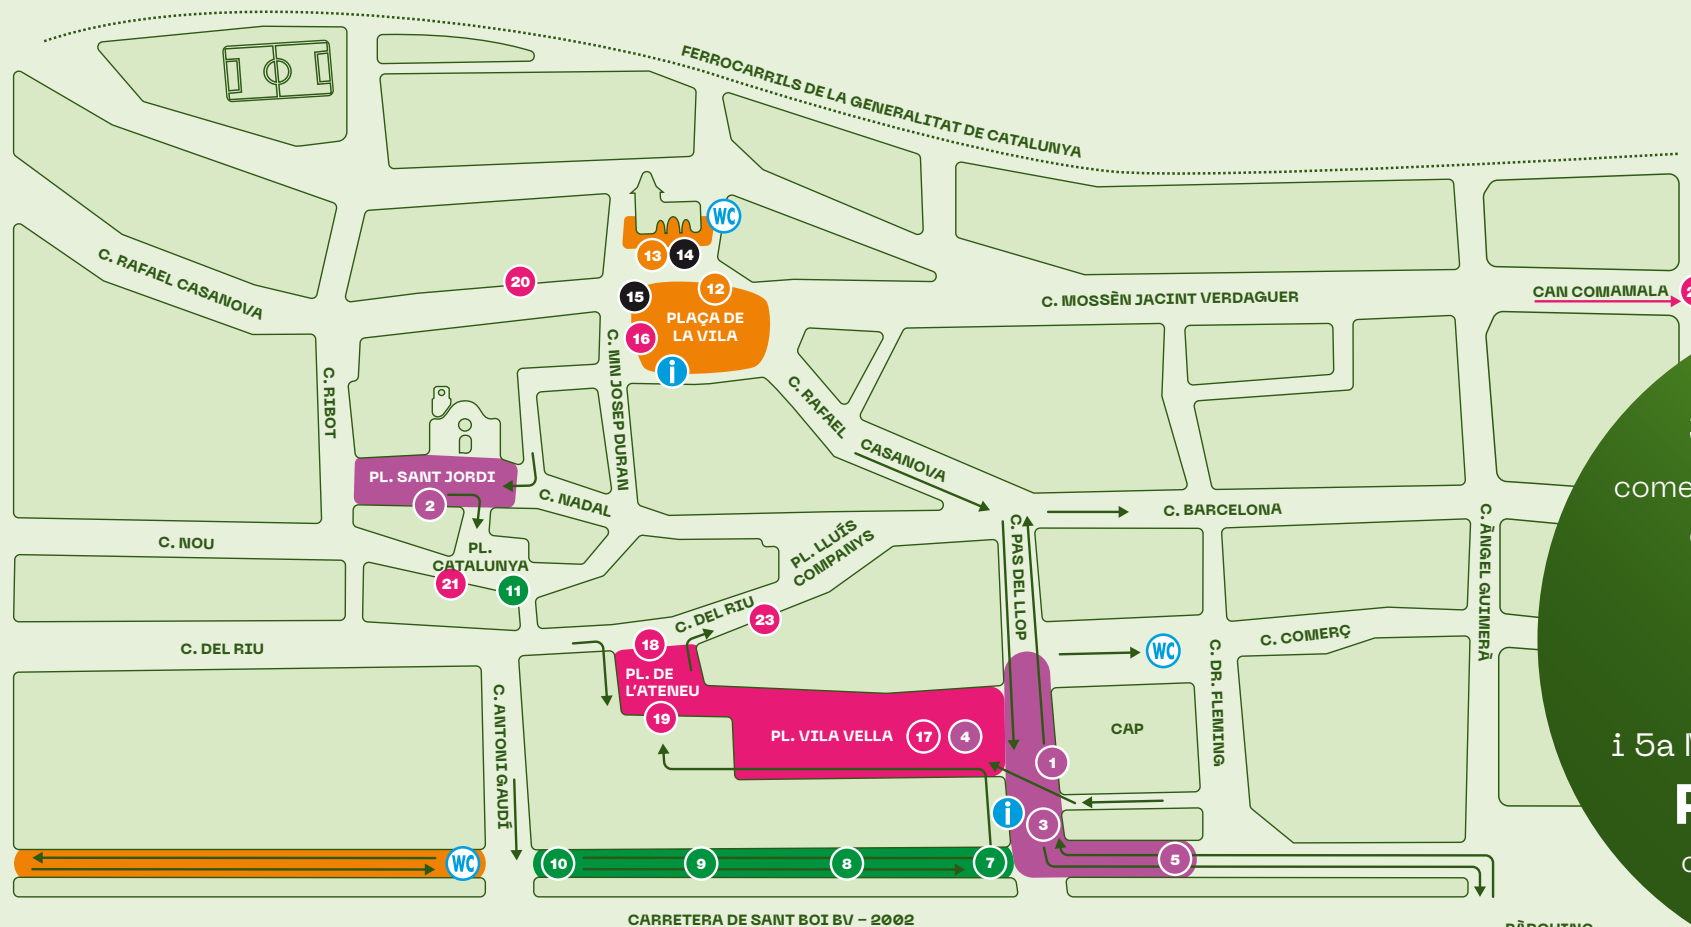 FERROCARRILS DE LA GENERALITAT DE CATALUNYA
WC
13
14
C. RAFAEL CASANOVA
20
15
12
PLAÇA DE
LA VILA
16
i
C. MOSSÈN JACINT VERDAGUER
CAN COMAMALA
C. RIBOT
C. MN JOSEP DURAN
C. RAFAEL
CASANOVA
PL. SANT JORDI
2
C. NADAL
C. BARCELONA
C. NOU
PL.
CATALUNYA
21
11
PL. LLUÍS
COMPANYS
C. PAS DEL LLOP
C. ÀNGEL GUIMERÀ
come
C. DEL RIU
C. DEL RIU
23
18
PL. DE
L'ATENEU
19
WC
C. COMERÇ
C. DR. FLEMING
C. ANTONI GAUDÍ
PL. VILA VELLA
17
4
1
CAP
i 5a
i
3
WC
10
9
8
7
5
CARRETERA DE SANT BOI BV – 2002